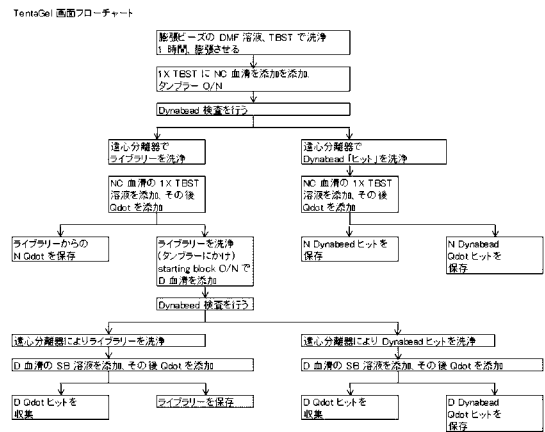 TentaGel 画面フローチャート
膨張ビーズの DMF 溶液、TBST で洗浄
1 時間、膨張させる
1X TBST に NC 血清を添加を添加、
タンブラー O/N
Dynabead 検査を行う
遠心分離器で
ライブラリーを洗浄
遠心分離器で
Dynabead「ヒット」を洗浄
NC 血清の 1X TBST
溶液を添加、その後
Qdot を添加
NC 血清の 1X TBST
溶液を添加、その後
Qdot を添加
ライブラリーからの
N Qdot を保存
ライブラリーを洗浄
(タンブラーにかけ)
starting block O/N で
D 血清を添加
N Dynabeed ヒットを
保存
N Dynabead
Qdot ヒットを
保存
Dynabeed 検査を行う
遠心分離器によりライブラリーを洗浄
遠心分離器により Dynabead ヒットを洗浄
D 血清の SB 溶液を添加、その後 Qdot を添加
D 血清の SB 溶液を添加、その後 Qdot を添加
D Qdot ヒットを
収集
ライブラリーを保存
D Dynabead ヒットを
収集
D Dynabead
Qdot ヒットを
保存